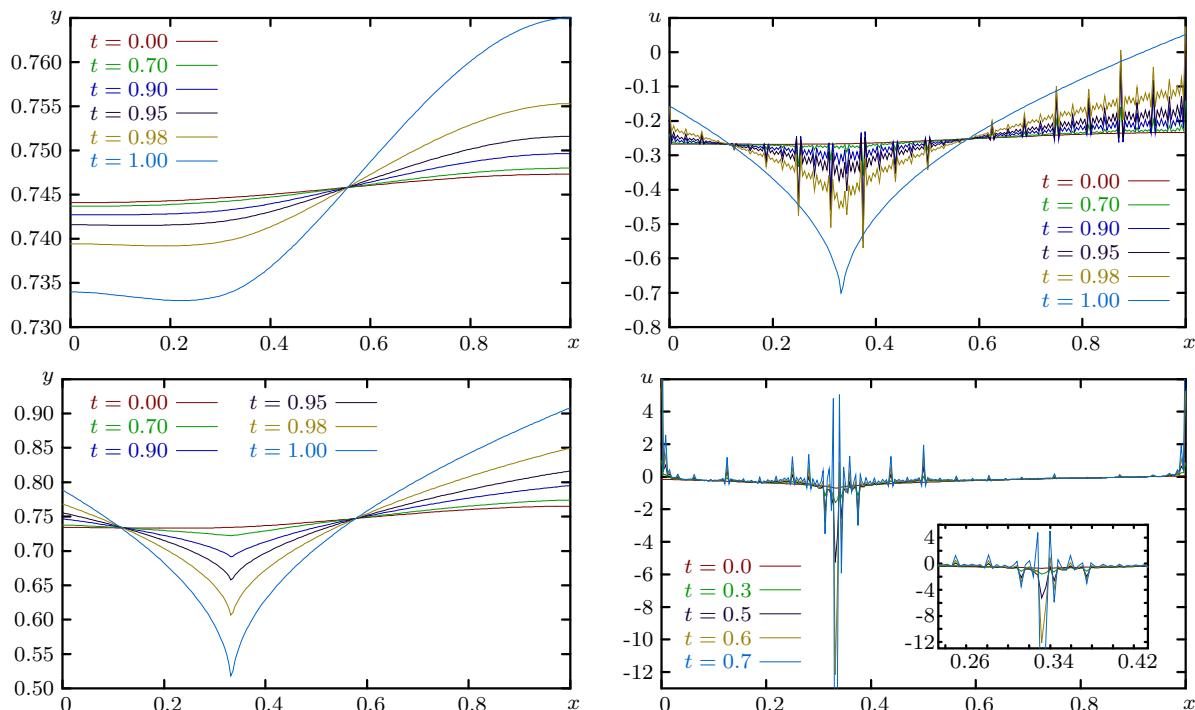 y
0.760
0.755
0.750
0.745
0.740
0.735
0.730
0
0.2
0.4
0.6
0.8
x
t = 0.00
t = 0.70
t = 0.90
t = 0.95
t = 0.98
t = 1.00
u
0
-0.1
-0.2
-0.3
-0.4
-0.5
-0.6
-0.7
-0.8
0
0.2
0.4
0.6
0.8
x
t = 0.00
t = 0.70
t = 0.90
t = 0.95
t = 0.98
t = 1.00
y
0.90
0.85
0.80
0.75
0.70
0.65
0.60
0.55
0.50
0
0.2
0.4
0.6
0.8
x
t = 0.00 t = 0.95
t = 0.70 t = 0.98
t = 0.90 t = 1.00
u
4
2
0
-2
-4
-6
-8
-10
-12
0
0.2
0.4
0.6
0.8
x
t = 0.0
t = 0.3
t = 0.5
t = 0.6
t = 0.7
4
0
-4
-8
-12
0.26
0.34
0.42